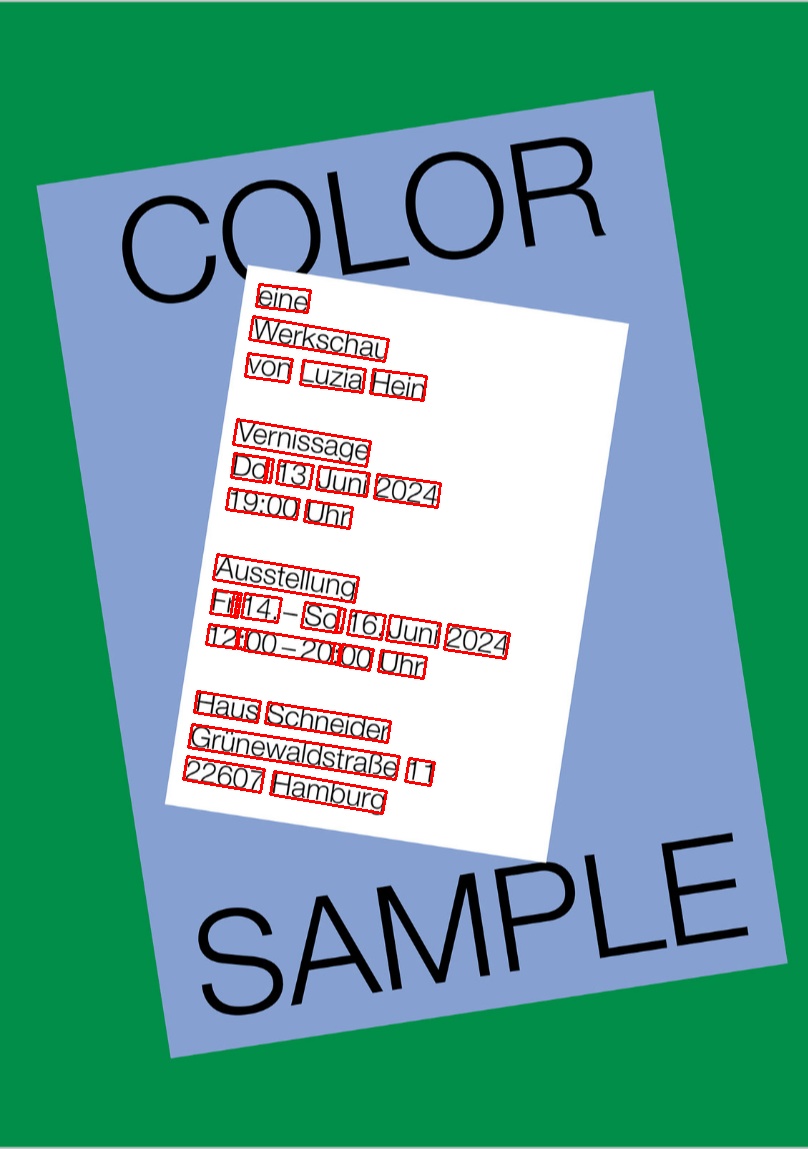 COLOR
eine
Werkschau
von Luzia Hein
Vernissage
Do, 13. Juni 2024
19:00 Uhr
Ausstellung
Fr, 14. – So, 16. Juni 2024
12:00 – 20:00 Uhr
Haus Schneider
Grünewaldstraße 11
22607 Hamburg
SAMPLE